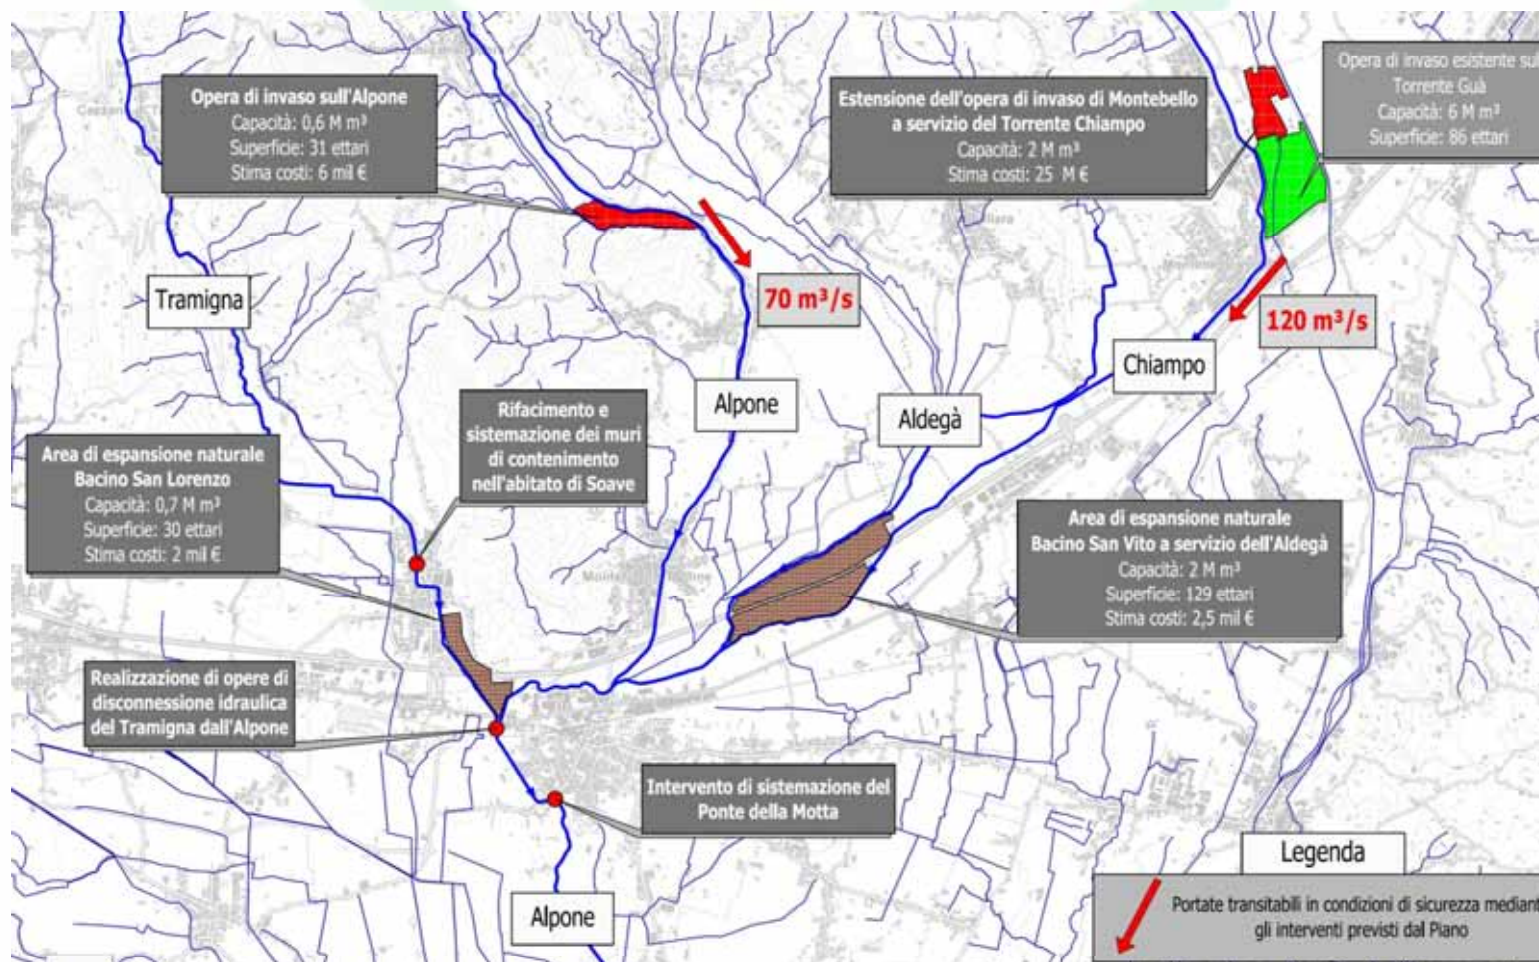 Opera di invaso sull'Alpone
Capacità: 0,6 M m³
Superficie: 31 ettari
Stima costi: 6 mil €
Estensione dell'opera di invaso di Montebello
a servizio del Torrente Chiampo
Capacità: 2 M m³
Stima costi: 25 M €
Opera di invaso esistente sul
Torrente Guà
Capacità: 6 M m³
Superficie: 86 ettari
Tramigna
70 m³/s
120 m³/s
Chiampo
Alpone
Aldegà
Rifacimento e
sistemazione dei muri
di contenimento
nell'abitato di Soave
Area di espansione naturale
Bacino San Lorenzo
Capacità: 0,7 M m³
Superficie: 30 ettari
Stima costi: 2 mil €
Area di espansione naturale
Bacino San Vito a servizio dell'Aldegà
Capacità: 2 M m³
Superficie: 129 ettari
Stima costi: 2,5 mil €
Realizzazione di opere di
disconnessione idraulica
del Tramigna dall'Alpone
Intervento di sistemazione del
Ponte della Motta
Alpone
Legenda
Portate transitabili in condizioni di sicurezza mediant
gli interventi previsti dal Piano